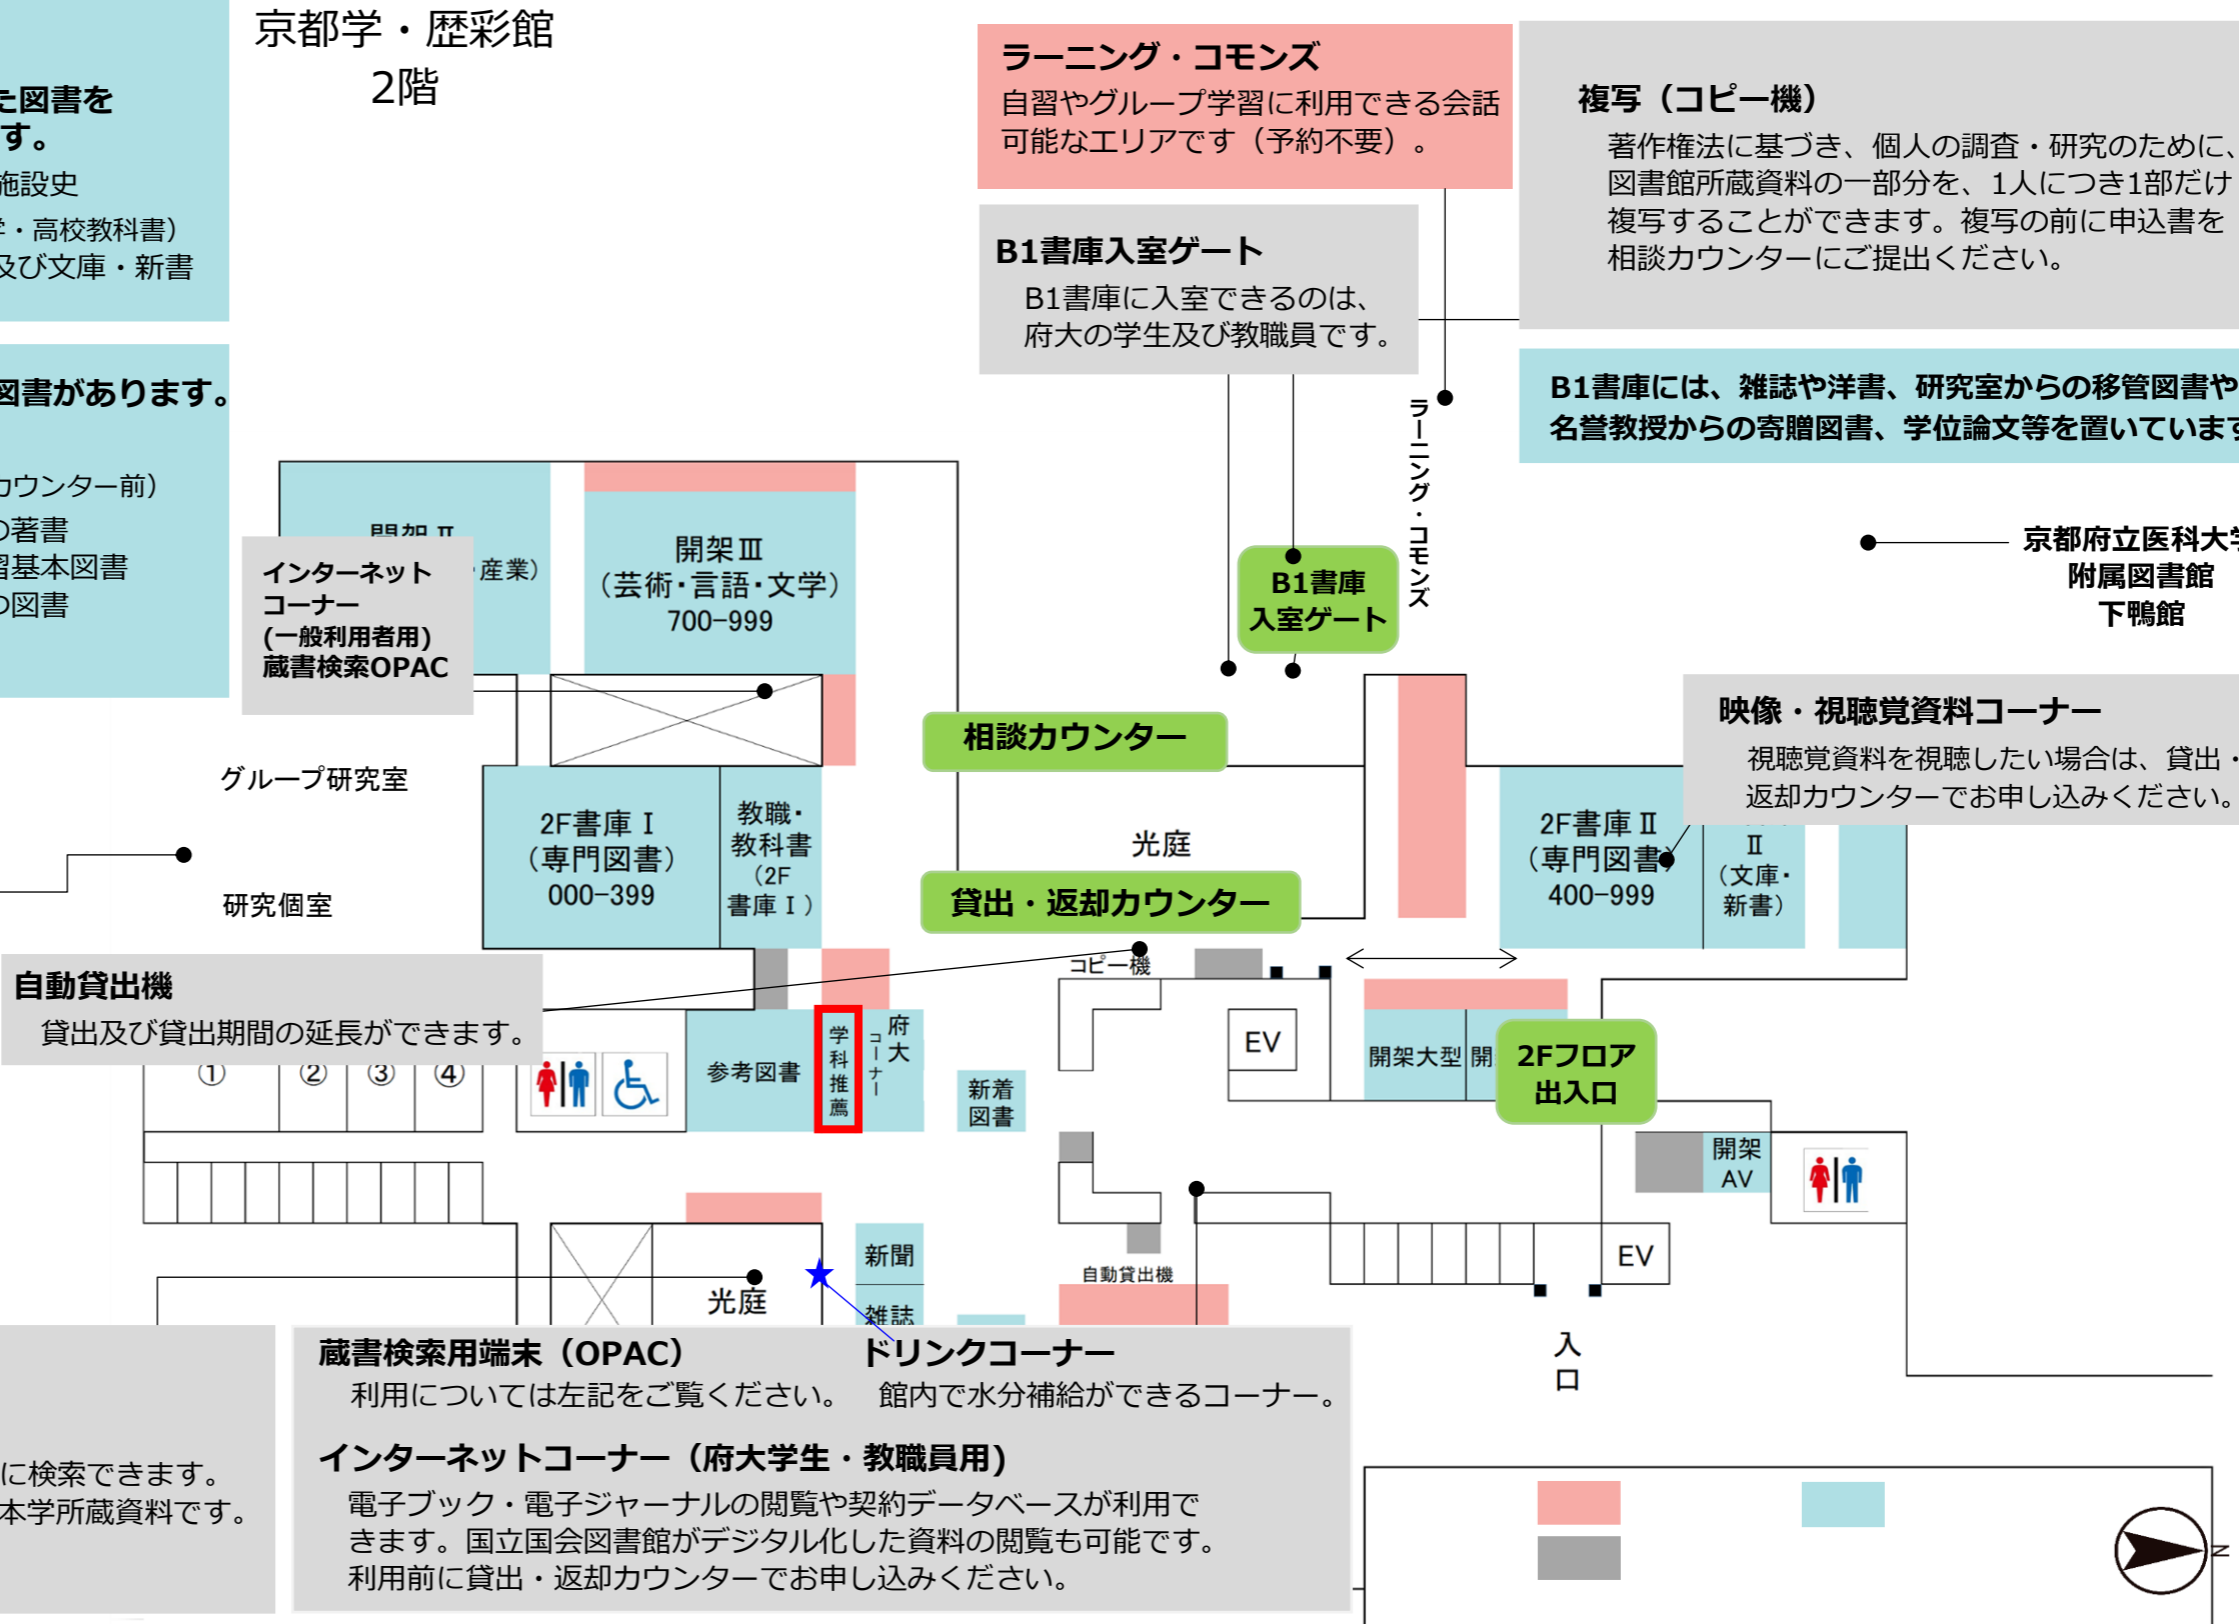 京都学・歴彩館
2階
た図書を
す。
施設史
学・高校教科書）
及び文庫・新書
図書があります。
カウンター前）
の著書
習基本図書
の図書
ラーニング・コモンズ
自習やグループ学習に利用できる会話
可能なエリアです（予約不要）。
B1書庫入室ゲート
B1書庫に入室できるのは、
府大の学生及び教職員です。
複写（コピー機）
著作権法に基づき、個人の調査・研究のために、
図書館所蔵資料の一部分を、1人につき1部だけ
複写することができます。複写の前に申込書を
相談カウンターにご提出ください。
B1書庫には、雑誌や洋書、研究室からの移管図書や
名誉教授からの寄贈図書、学位論文等を置いています
ラーニング・コモンズ
京都府立医科大学
附属図書館
下鴨館
開架Ⅱ
・産業）
インターネット
コーナー
(一般利用者用)
蔵書検索OPAC
開架Ⅲ
（芸術・言語・文学）
700-999
B1書庫
入室ゲート
相談カウンター
映像・視聴覚資料コーナー
視聴覚資料を視聴したい場合は、貸出・
返却カウンターでお申し込みください。
グループ研究室
研究個室
2F書庫Ⅰ
（専門図書）
000-399
教職・
教科書
（2F
書庫Ⅰ）
光庭
貸出・返却カウンター
2F書庫Ⅱ
（専門図書）
400-999
Ⅱ
（文庫・
新書）
自動貸出機
貸出及び貸出期間の延長ができます。
①
②
③
④
参考図書
学科推薦
府大
コーナー
新着
図書
コピー機
EV
開架大型
開
2Fフロア
出入口
開架
AV
新聞
雑誌
光庭
自動貸出機
EV
入口
蔵書検索用端末（OPAC）
利用については左記をご覧ください。
ドリンクコーナー
館内で水分補給ができるコーナー。
インターネットコーナー（府大学生・教職員用)
電子ブック・電子ジャーナルの閲覧や契約データベースが利用で
きます。国立国会図書館がデジタル化した資料の閲覧も可能です。
利用前に貸出・返却カウンターでお申し込みください。
に検索できます。
本学所蔵資料です。
N